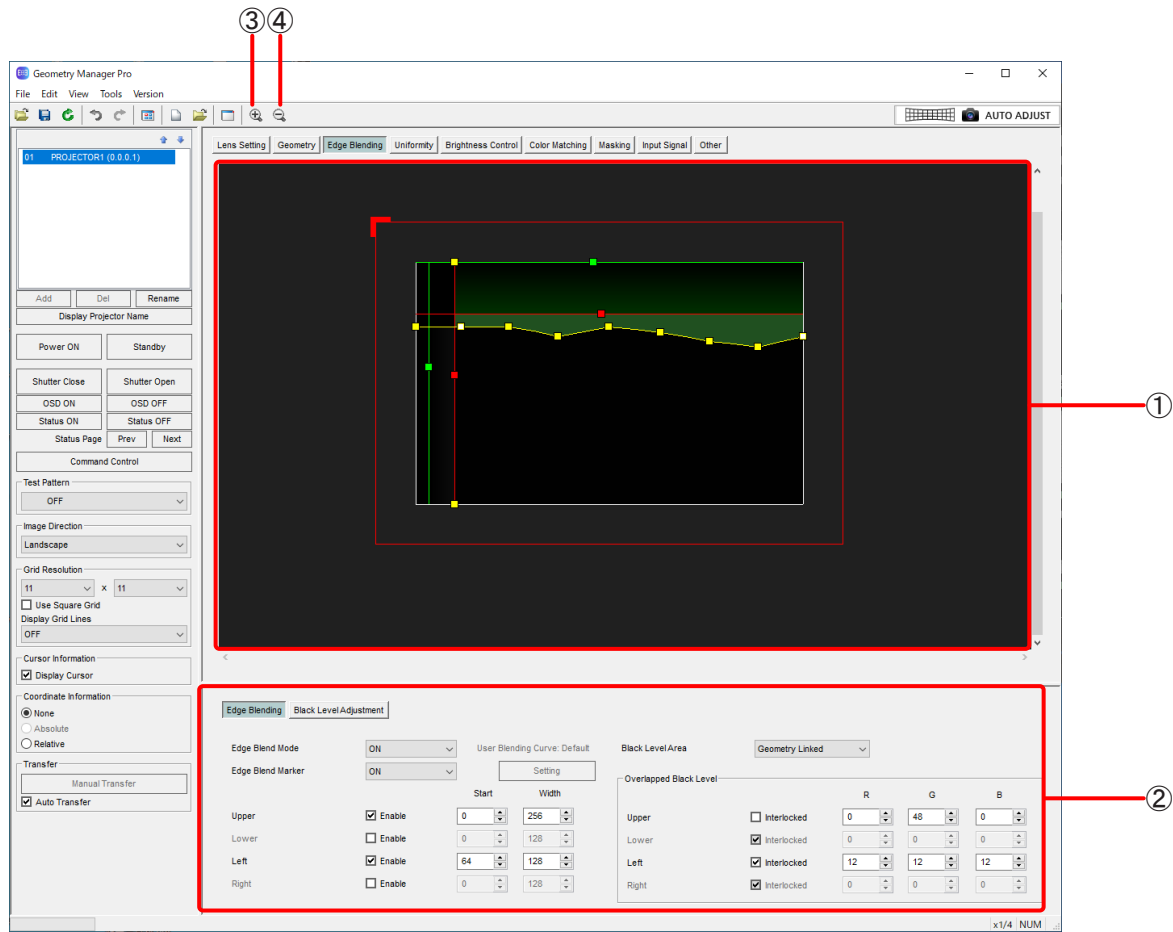 ③④
Geometry Manager Pro
File Edit View Tools Version
AUTO ADJUST
01 PROJECTOR1 (0.0.0.1)
Add Del Rename
Display Projector Name
Power ON Standby
Shutter Close Shutter Open
OSD ON OSD OFF
Status ON Status OFF
Status Page Prev Next
Command Control
Test Pattern
OFF
Image Direction
Landscape
Grid Resolution
11 x 11
Use Square Grid
Display Grid Lines
OFF
Cursor Information
Display Cursor
Coordinate Information
None
Absolute
Relative
Transfer
Manual Transfer
Auto Transfer
Lens Setting Geometry Edge Blending Uniformity Brightness Control Color Matching Masking Input Signal Other
①
Edge Blending Black Level Adjustment
Edge Blend Mode ON User Blending Curve: Default Black Level Area Geometry Linked
Edge Blend Marker ON Setting
Overlapped Black Level
Start Width R G B
Upper Enable 0 256 Upper Interlocked 0 48 0
Lower Enable 0 128 Lower Interlocked 0 0 0
Left Enable 64 128 Left Interlocked 12 12 12
Right Enable 0 128 Right Interlocked 0 0 0
②
x1/4 NUM